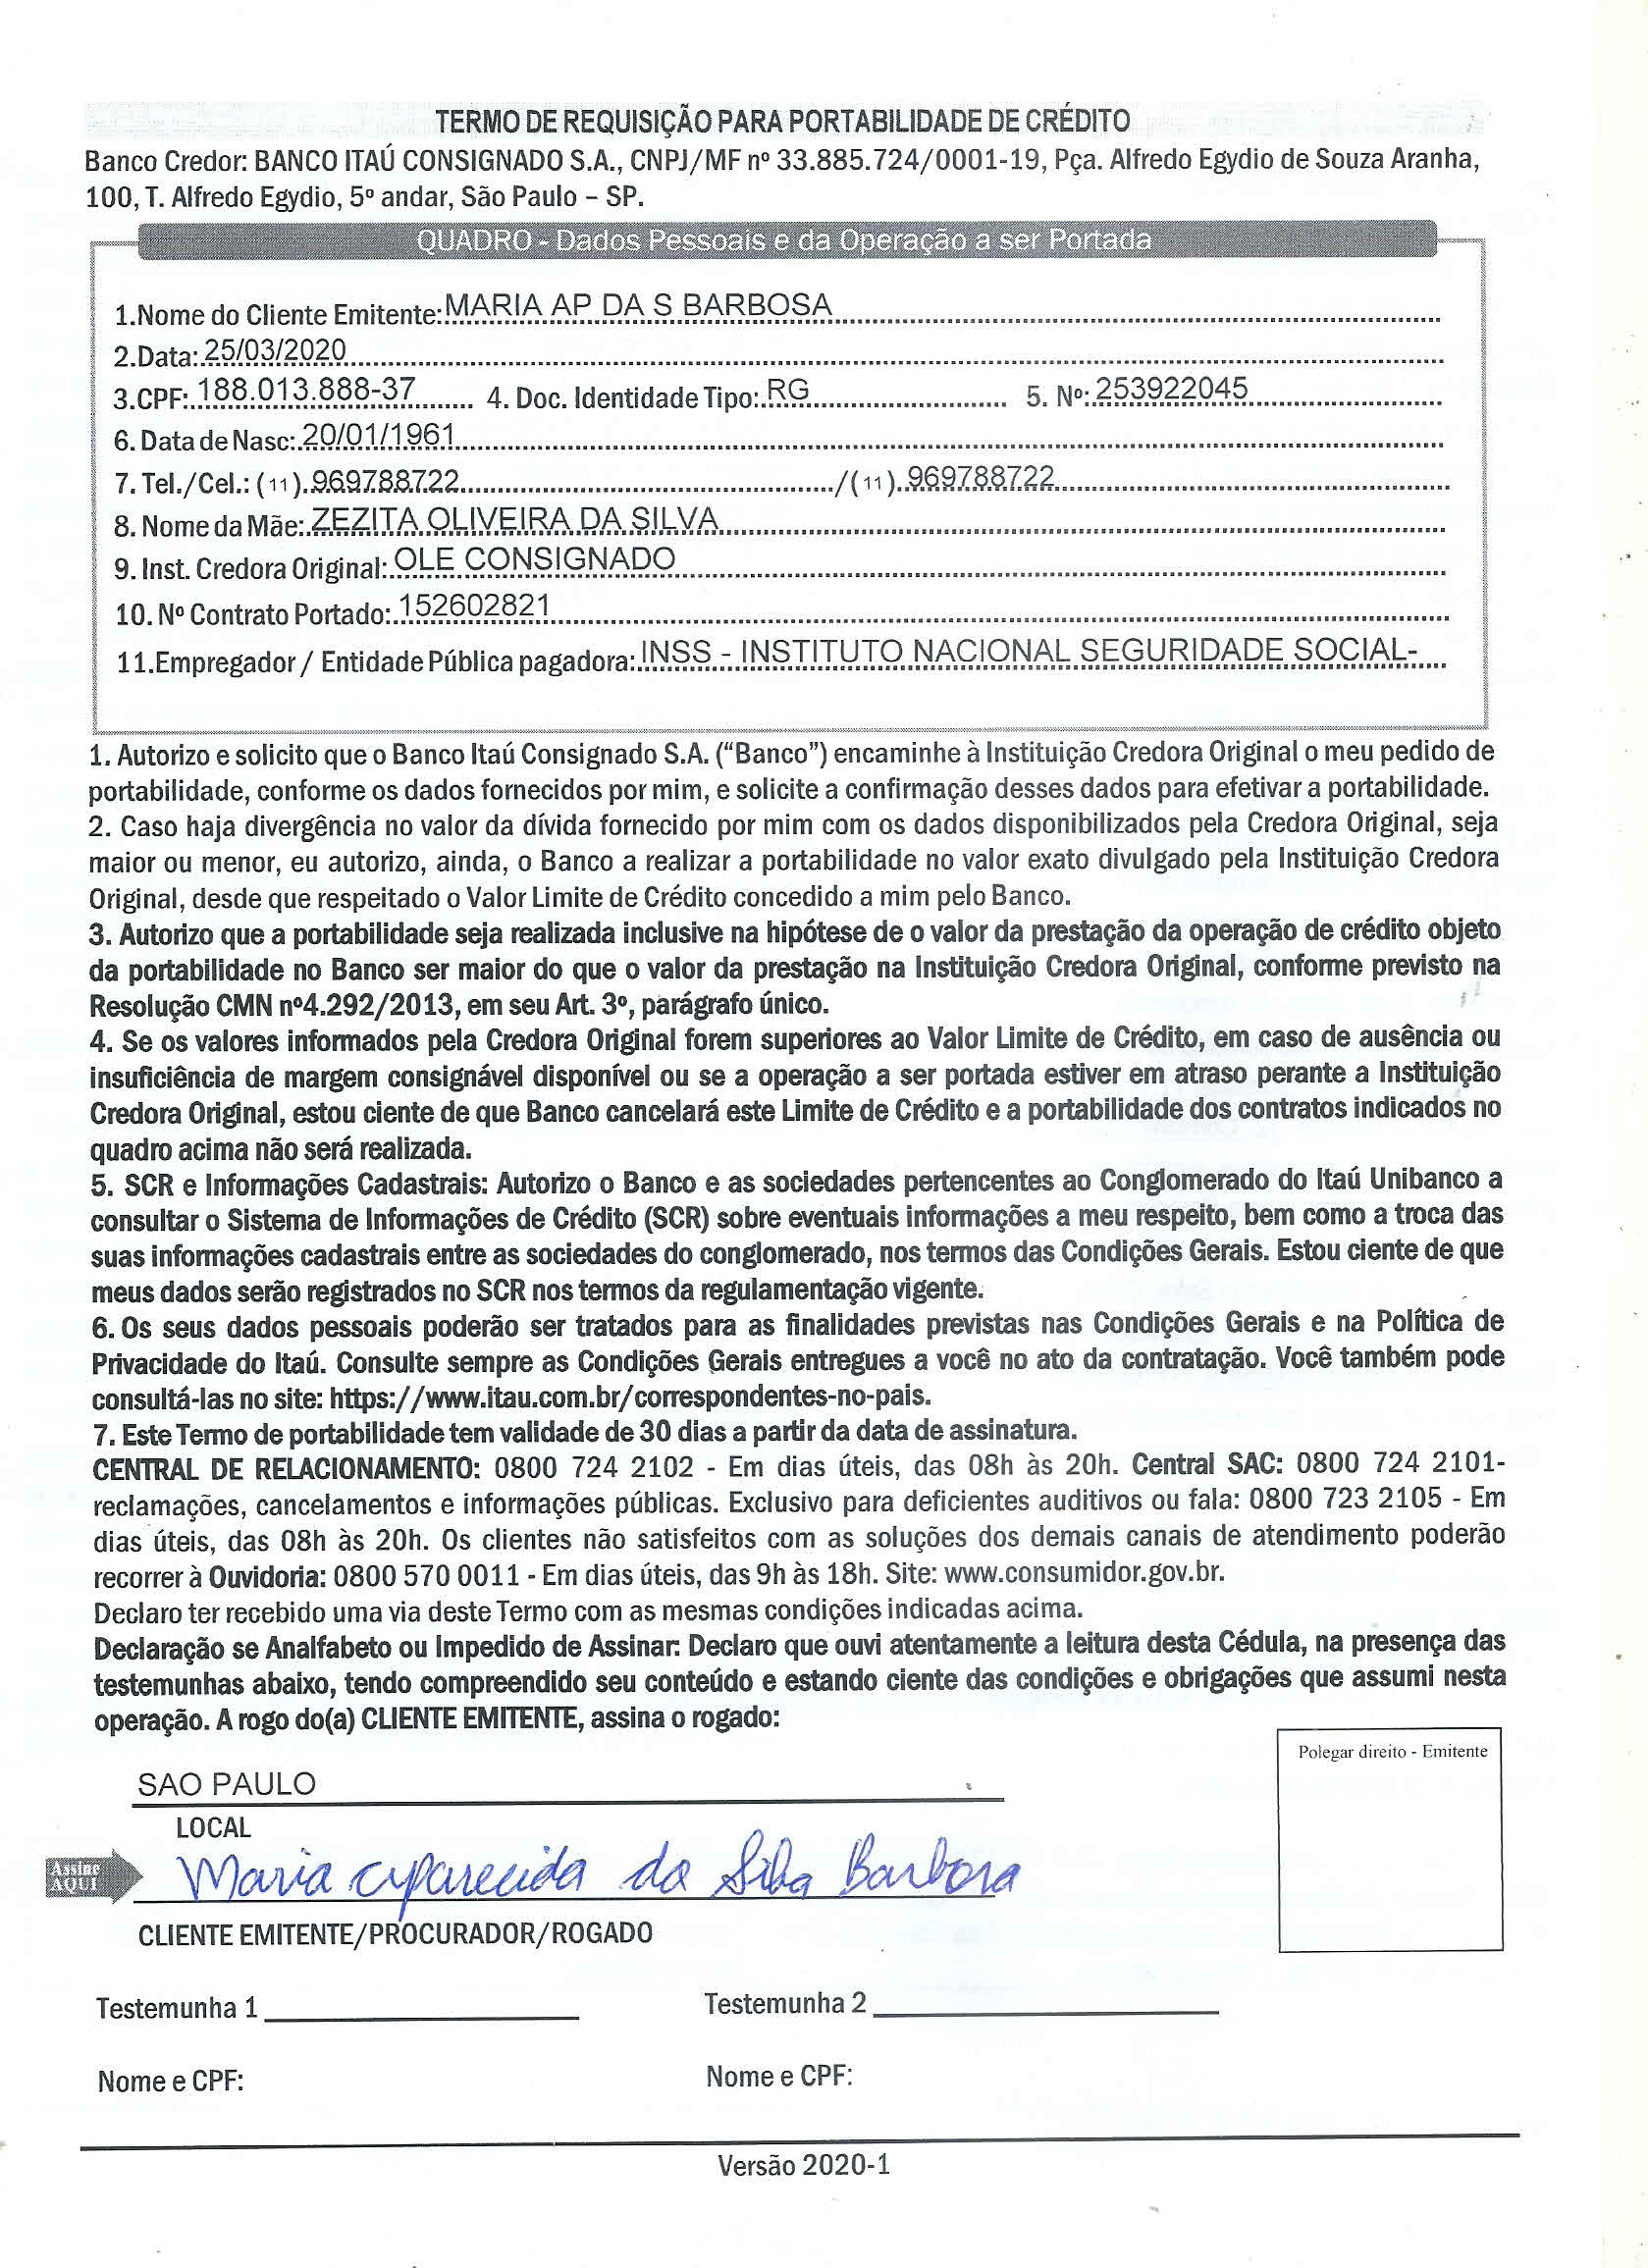 TERMO DE REQUISIÇÃO PARA PORTABILIDADE DE CRÉDITO
Banco Credor: BANCO ITAÚ CONSIGNADO S.A., CNPJ/MF nº 33.885.724/0001-19, Pça. Alfredo Egydio de Souza Aranha,
100, T. Alfredo Egydio, 5º andar, São Paulo – SP.
QUADRO - Dados Pessoais e da Operação a ser Portada
1.Nome do Cliente Emitente: MARIA AP DA S BARBOSA
2.Data: 25/03/2020
3.CPF: 188.013.888-37 4. Doc. Identidade Tipo: RG 5. Nº: 253922045
6. Data de Nasc: 20/01/1961
7. Tel./Cel.: (11) 969788722 /(11) 969788722
8. Nome da Mãe: ZEZITA OLIVEIRA DA SILVA
9. Inst. Credora Original: OLE CONSIGNADO
10. Nº Contrato Portado: 152602821
11.Empregador / Entidade Pública pagadora: INSS - INSTITUTO NACIONAL SEGURIDADE SOCIAL-
1. Autorizo e solicito que o Banco Itaú Consignado S.A. (“Banco”) encaminhe à Instituição Credora Original o meu pedido de
portabilidade, conforme os dados fornecidos por mim, e solicite a confirmação desses dados para efetivar a portabilidade.
2. Caso haja divergência no valor da dívida fornecido por mim com os dados disponibilizados pela Credora Original, seja
maior ou menor, eu autorizo, ainda, o Banco a realizar a portabilidade no valor exato divulgado pela Instituição Credora
Original, desde que respeitado o Valor Limite de Crédito concedido a mim pelo Banco.
3. Autorizo que a portabilidade seja realizada inclusive na hipótese de o valor da prestação da operação de crédito objeto
da portabilidade no Banco ser maior do que o valor da prestação na Instituição Credora Original, conforme previsto na
Resolução CMN nº4.292/2013, em seu Art. 3º, parágrafo único.
4. Se os valores informados pela Credora Original forem superiores ao Valor Limite de Crédito, em caso de ausência ou
insuficiência de margem consignável disponível ou se a operação a ser portada estiver em atraso perante a Instituição
Credora Original, estou ciente de que Banco cancelará este Limite de Crédito e a portabilidade dos contratos indicados no
quadro acima não será realizada.
5. SCR e Informações Cadastrais: Autorizo o Banco e as sociedades pertencentes ao Conglomerado do Itaú Unibanco a
consultar o Sistema de Informações de Crédito (SCR) sobre eventuais informações a meu respeito, bem como a troca das
suas informações cadastrais entre as sociedades do conglomerado, nos termos das Condições Gerais. Estou ciente de que
meus dados serão registrados no SCR nos termos da regulamentação vigente.
6. Os seus dados pessoais poderão ser tratados para as finalidades previstas nas Condições Gerais e na Política de
Privacidade do Itaú. Consulte sempre as Condições Gerais entregues a você no ato da contratação. Você também pode
consultá-las no site: https://www.itau.com.br/correspondentes-no-pais.
7. Este Termo de portabilidade tem validade de 30 dias a partir da data de assinatura.
CENTRAL DE RELACIONAMENTO: 0800 724 2102 - Em dias úteis, das 08h às 20h. Central SAC: 0800 724 2101-
reclamações, cancelamentos e informações públicas. Exclusivo para deficientes auditivos ou fala: 0800 723 2105 - Em
dias úteis, das 08h às 20h. Os clientes não satisfeitos com as soluções dos demais canais de atendimento poderão
recorrer à Ouvidoria: 0800 570 0011 - Em dias úteis, das 9h às 18h. Site: www.consumidor.gov.br.
Declaro ter recebido uma via deste Termo com as mesmas condições indicadas acima.
Declaração se Analfabeto ou Impedido de Assinar: Declaro que ouvi atentamente a leitura desta Cédula, na presença das
testemunhas abaixo, tendo compreendido seu conteúdo e estando ciente das condições e obrigações que assumi nesta
operação. A rogo do(a) CLIENTE EMITENTE, assina o rogado:
Polegar direito - Emitente
SAO PAULO
LOCAL
Assine
AQUI
Maria aparecida da Silva Barbosa
CLIENTE EMITENTE/PROCURADOR/ROGADO
Testemunha 1 Testemunha 2
Nome e CPF: Nome e CPF:
Versão 2020-1